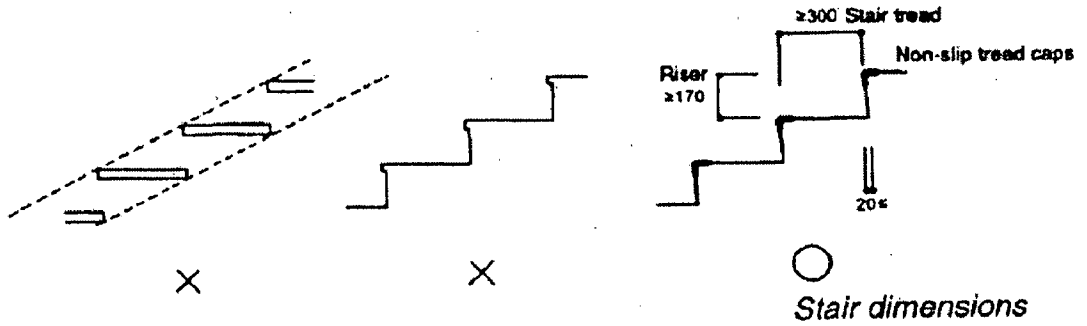 ≥300 Stair tread
Non-slip tread caps
Riser
≥170
20≤
Stair dimensions